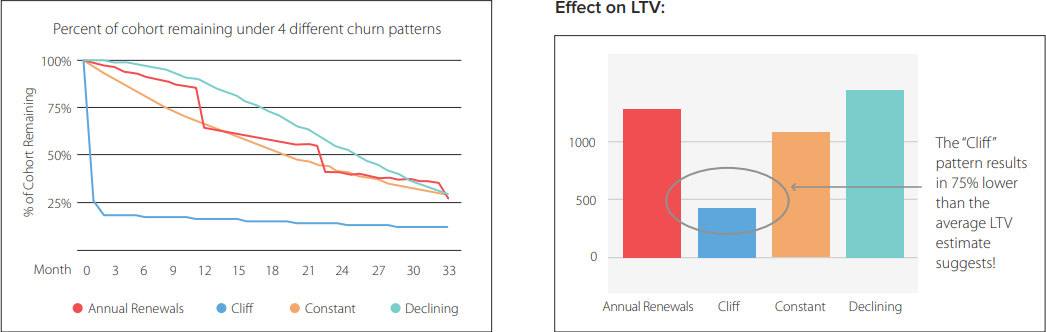 Percent of cohort remaining under 4 different churn patterns
% of Cohort Remaining
100%
75%
50%
25%
Month 0 3 6 9 12 15 18 21 24 27 30 33
Annual Renewals Cliff Constant Declining
Effect on LTV:
1000
500
0
Annual Renewals Cliff Constant Declining
The “Cliff”
pattern results
in 75% lower
than the
average LTV
estimate
suggests!